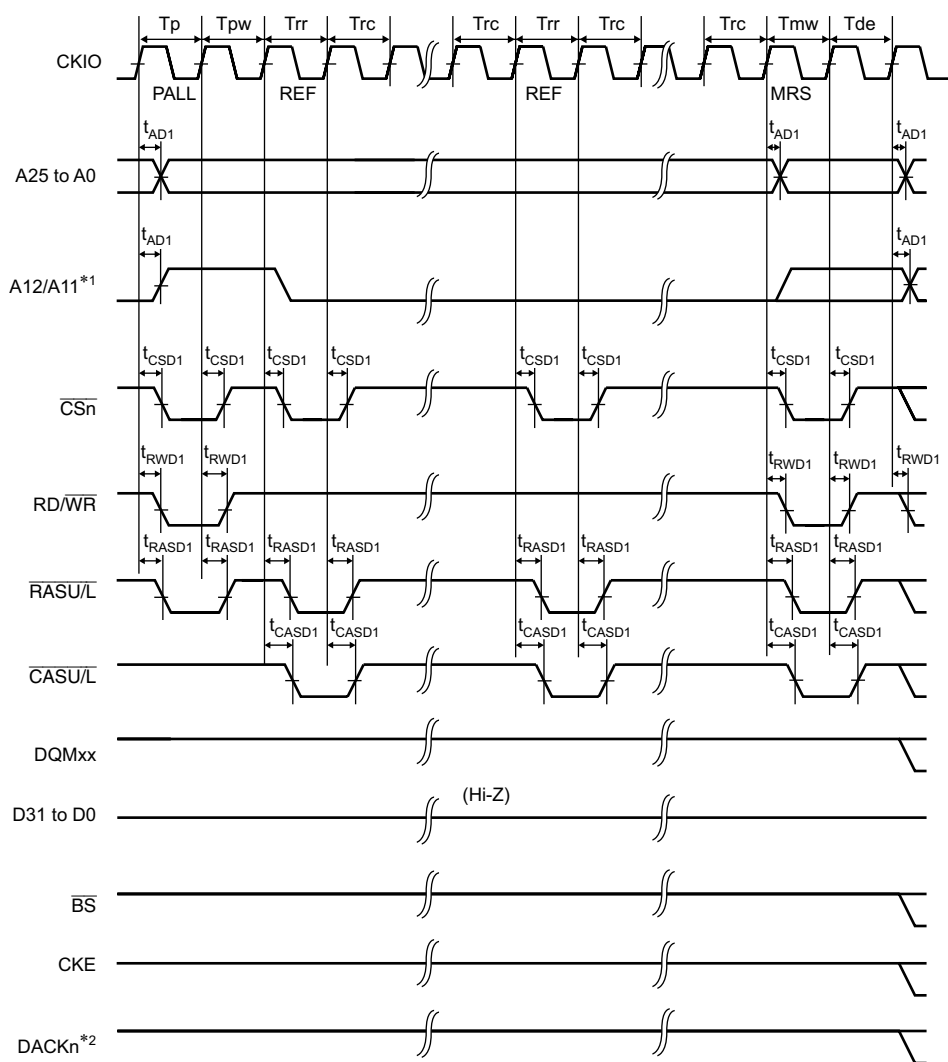 Tp Tpw Trr Trc Trc Trr Trc Trc Tmw Tde
CKIO
PALL REF REF MRS
tAD1 tAD1 tAD1
A25 to A0
tAD1 tAD1
A12/A11*1
tCSD1 tCSD1 tCSD1 tCSD1 tCSD1 tCSD1 tCSD1 tCSD1
CSn
tRWD1 tRWD1 tRWD1 tRWD1 tRWD1
RD/WR
tRASD1 tRASD1 tRASD1 tRASD1 tRASD1 tRASD1 tRASD1 tRASD1
RASU/L
tCASD1 tCASD1 tCASD1 tCASD1 tCASD1 tCASD1
CASU/L
DQMxx
(Hi-Z)
D31 to D0
BS
CKE
DACKn*2